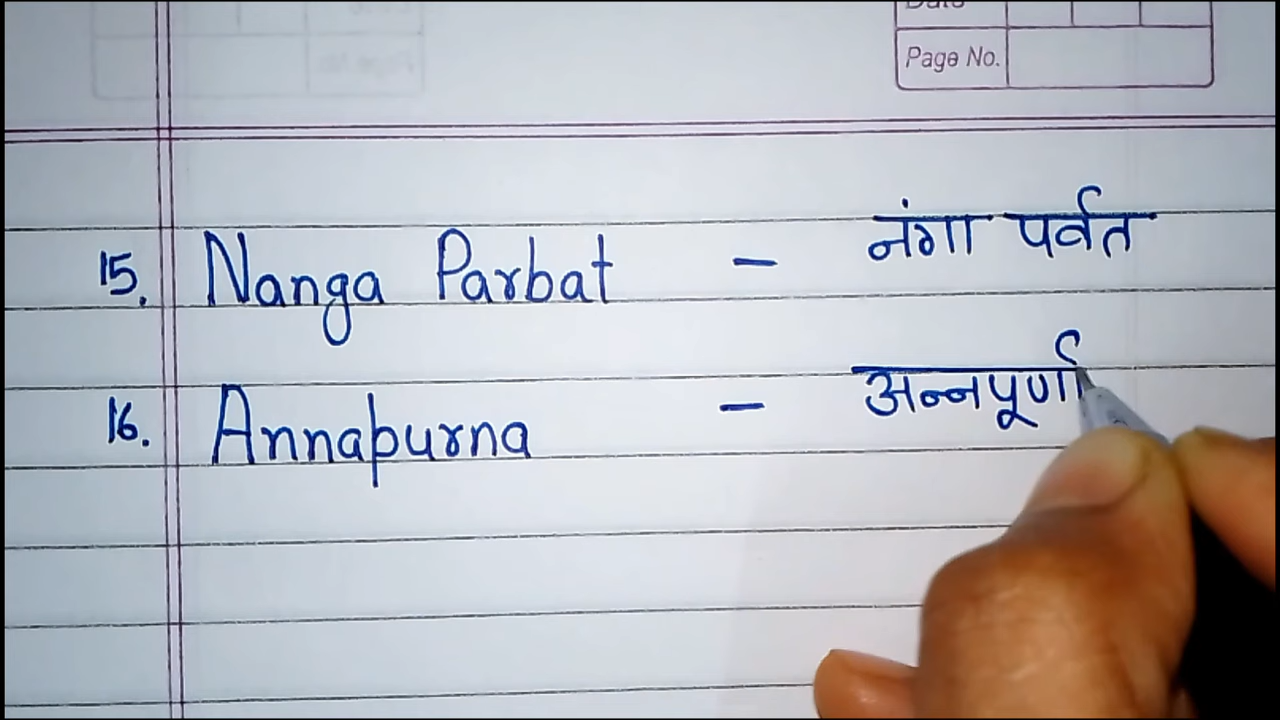 Page No.
15. Nanga Parbat - नंगा पर्वत
16. Annapurna - अन्नपूर्णा